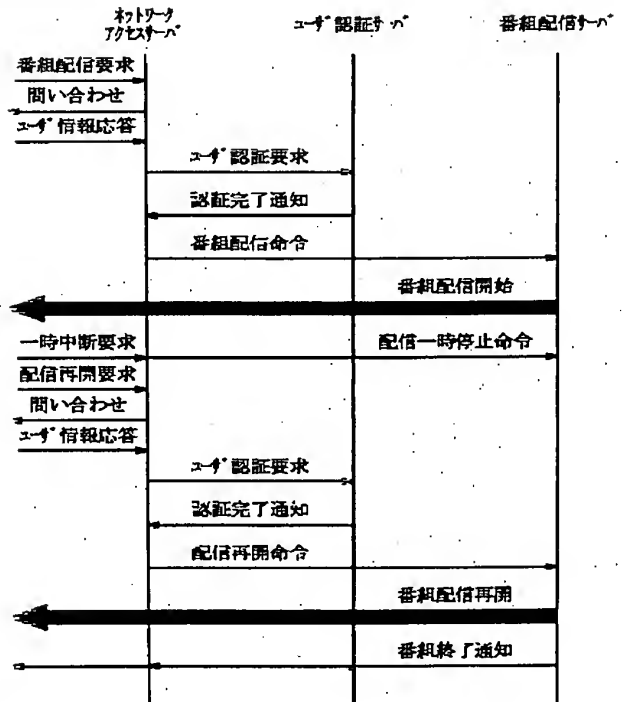 ネットワーク
アクセスサーバ
ユーザ認証サーバ
番組配信サーバ
番組配信要求
問い合わせ
ユーザ情報応答
ユーザ認証要求
認証完了通知
番組配信命令
番組配信開始
一時中断要求
配信一時停止命令
配信再開要求
問い合わせ
ユーザ情報応答
ユーザ認証要求
認証完了通知
配信再開命令
番組配信再開
番組終了通知